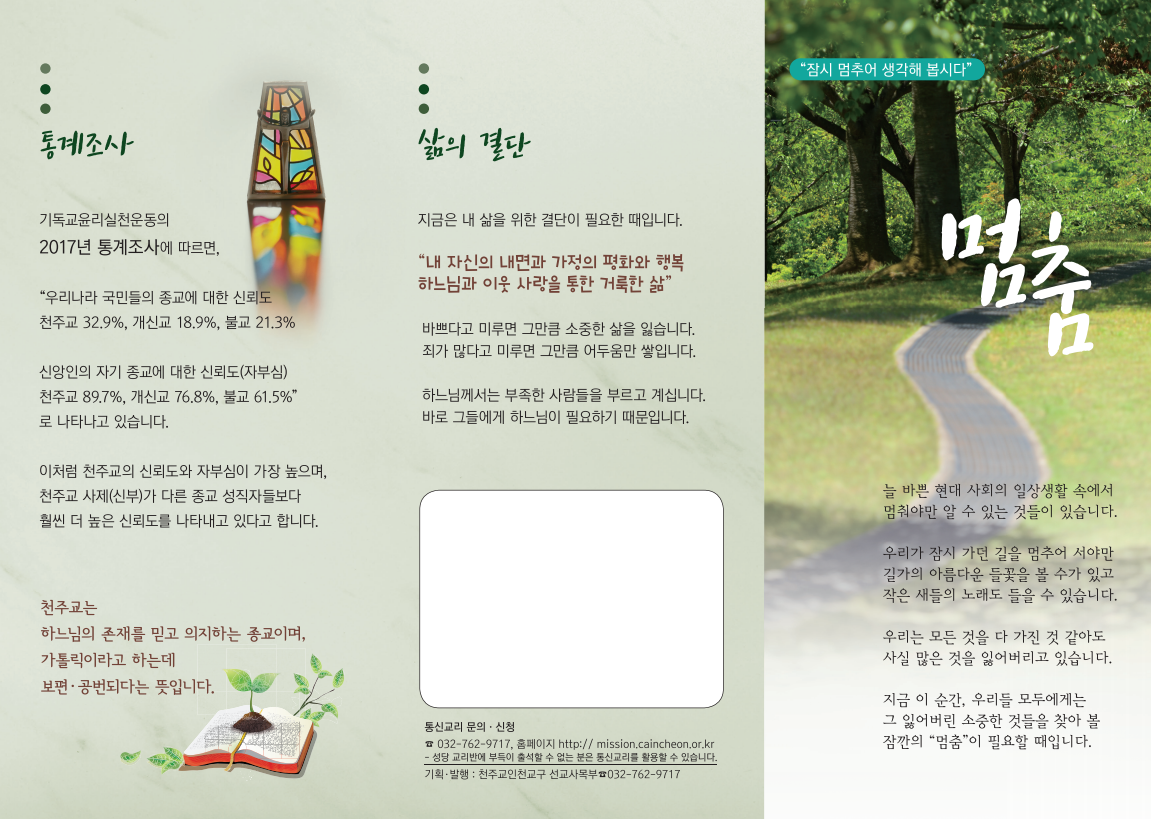 통계조사
기독교윤리실천운동의
2017년 통계조사에 따르면,
“우리나라 국민들의 종교에 대한 신뢰도
천주교 32.9%, 개신교 18.9%, 불교 21.3%
신앙인의 자기 종교에 대한 신뢰도(자부심)
천주교 89.7%, 개신교 76.8%, 불교 61.5%”
로 나타나고 있습니다.
이처럼 천주교의 신뢰도와 자부심이 가장 높으며,
천주교 사제(신부)가 다른 종교 성직자들보다
훨씬 더 높은 신뢰도를 나타내고 있다고 합니다.
천주교는
하느님의 존재를 믿고 의지하는 종교이며,
가톨릭이라고 하는데
보편·공번되다는 뜻입니다.
삶의 결단
지금은 내 삶을 위한 결단이 필요한 때입니다.
“내 자신의 내면과 가정의 평화와 행복
하느님과 이웃 사랑을 통한 거룩한 삶”
바쁘다고 미루면 그만큼 소중한 삶을 잃습니다.
죄가 많다고 미루면 그만큼 어두움만 쌓입니다.
하느님께서는 부족한 사람들을 부르고 계십니다.
바로 그들에게 하느님이 필요하기 때문입니다.
통신교리 문의 · 신청
☎ 032-762-9717, 홈페이지 http:// mission.caincheon.or.kr
- 성당 교리반에 부득이 출석할 수 없는 분은 통신교리를 활용할 수 있습니다.
기획·발행 : 천주교인천교구 선교사목부☎032-762-9717
“잠시 멈추어 생각해 봅시다”
멈춤
늘 바쁜 현대 사회의 일상생활 속에서
멈춰야만 알 수 있는 것들이 있습니다.
우리가 잠시 가던 길을 멈추어 서야만
길가의 아름다운 들꽃을 볼 수가 있고
작은 새들의 노래도 들을 수 있습니다.
우리는 모든 것을 다 가진 것 같아도
사실 많은 것을 잃어버리고 있습니다.
지금 이 순간, 우리들 모두에게는
그 잃어버린 소중한 것들을 찾아 볼
잠깐의 “멈춤”이 필요할 때입니다.